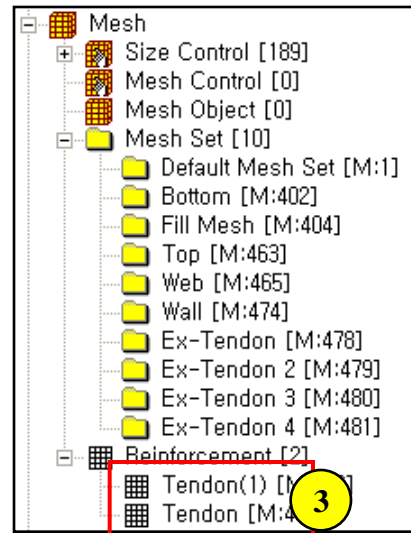 Mesh
Size Control [189]
Mesh Control [0]
Mesh Object [0]
Mesh Set [10]
Default Mesh Set [M:1]
Bottom [M:402]
Fill Mesh [M:404]
Top [M:463]
Web [M:465]
Wall [M:474]
Ex-Tendon [M:478]
Ex-Tendon 2 [M:479]
Ex-Tendon 3 [M:480]
Ex-Tendon 4 [M:481]
Reinforcement [2]
Tendon(1)
Tendon
3